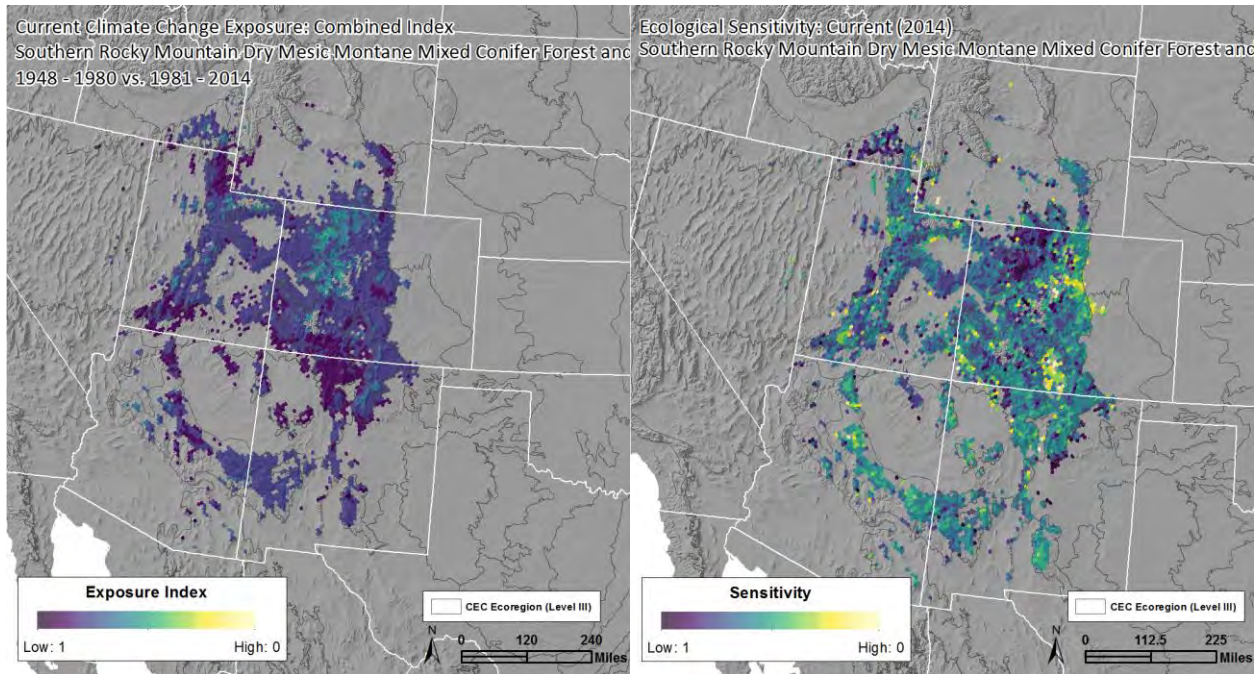 Current Climate Change Exposure: Combined Index
Southern Rocky Mountain Dry Mesic Montane Mixed Conifer Forest and
1948 - 1980 vs. 1981 - 2014
Exposure Index
Low: 1 High: 0
CEC Ecoregion (Level III)
N
0 120 240
Miles
Ecological Sensitivity: Current (2014)
Southern Rocky Mountain Dry Mesic Montane Mixed Conifer Forest and
Sensitivity
Low: 1 High: 0
CEC Ecoregion (Level III)
N
0 112.5 225
Miles